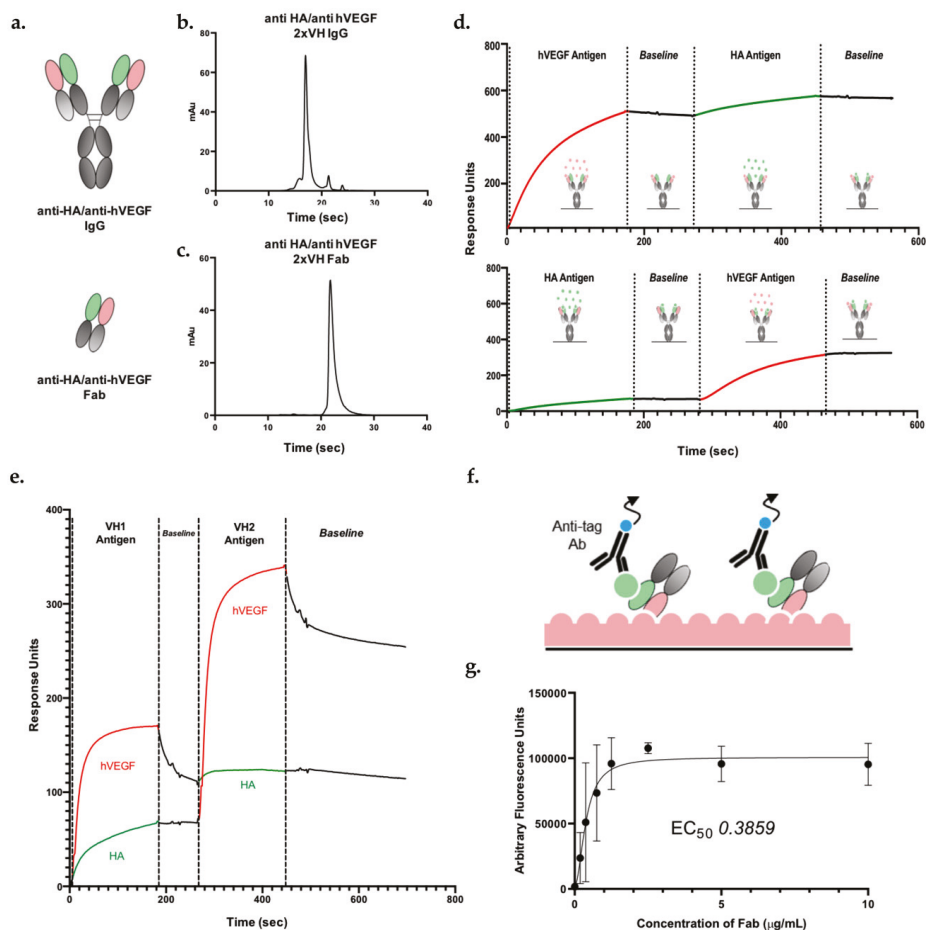 a.
anti-HA/anti-hVEGF
IgG
anti-HA/anti-hVEGF
Fab
b.
anti HA/anti hVEGF
2xVH IgG
mAu
80
60
40
20
0
0
10
20
30
40
Time (sec)
c.
anti HA/anti hVEGF
2xVH Fab
mAu
60
40
20
0
0
10
20
30
40
Time (sec)
d.
Response Units
800
600
400
200
hVEGF Antigen
Baseline
HA Antigen
Baseline
0
200
400
600
800
600
400
200
0
HA Antigen
Baseline
hVEGF Antigen
Baseline
0
200
400
600
Time (sec)
e.
Response Units
400
300
200
100
0
VH1
Antigen
Baseline
VH2
Antigen
Baseline
hVEGF
HA
hVEGF
HA
0
200
400
600
800
Time (sec)
f.
Anti-tag
Ab
g.
Arbitrary Fluorescence Units
150000
100000
50000
0
EC50 0.3859
0
5
10
Concentration of Fab (μg/mL)